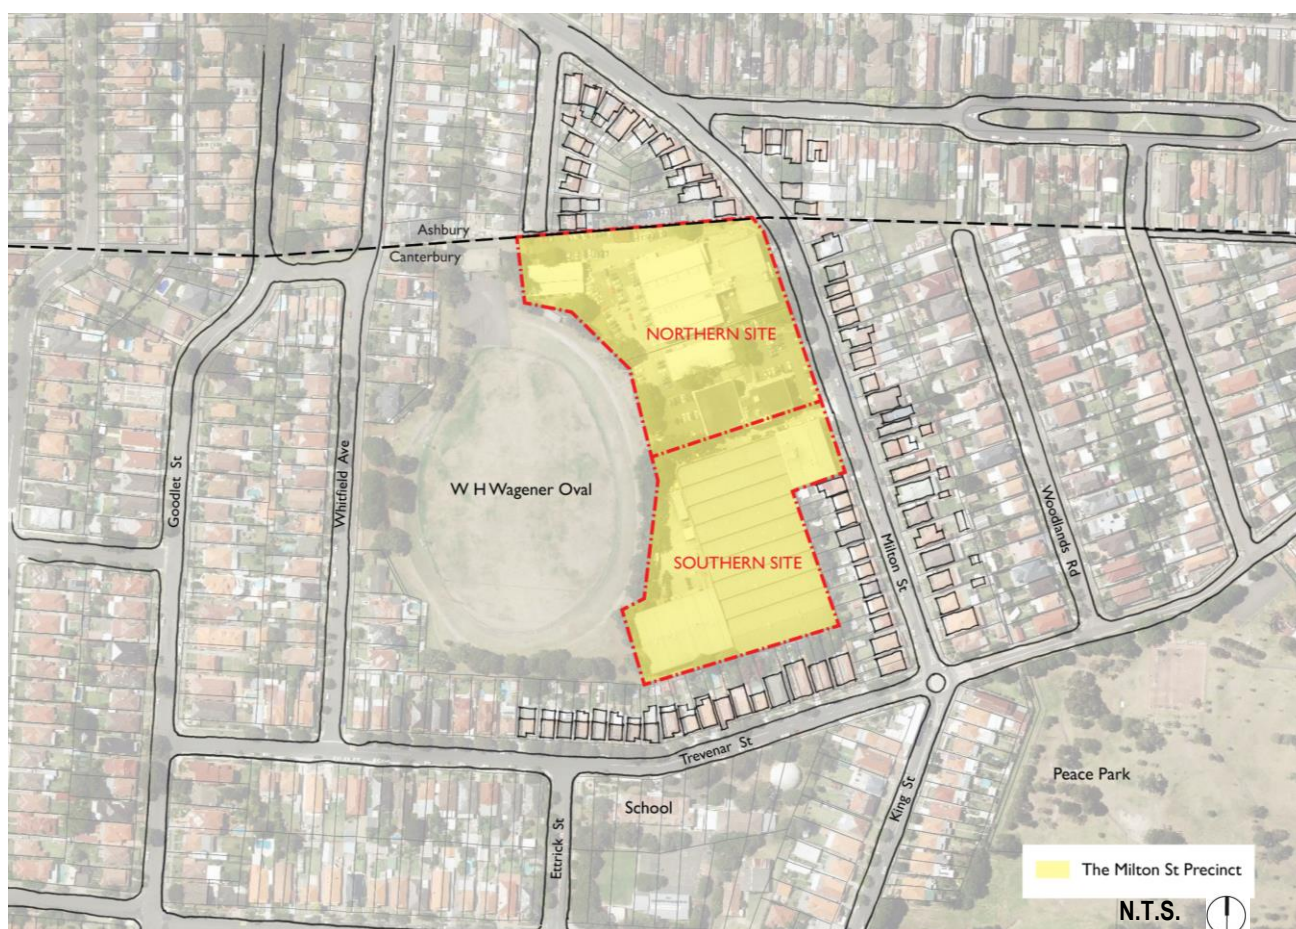 Ashbury
Canterbury
NORTHERN SITE
W H Wagener Oval
Goodlet St
Whitfield Ave
Woodlands Rd
Milton St
SOUTHERN SITE
Trevenar St
King St
Peace Park
School
Ettrick St
The Milton St Precinct
N.T.S.